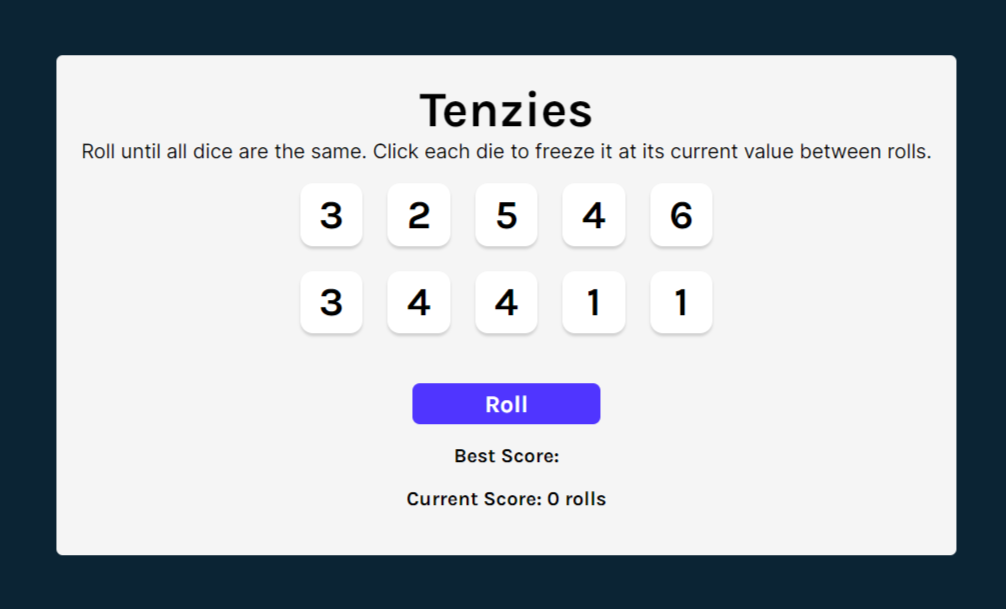 Tenzies
Roll until all dice are the same. Click each die to freeze it at its current value between rolls.
3 2 5 4 6
3 4 4 1 1
Roll
Best Score:
Current Score: 0 rolls